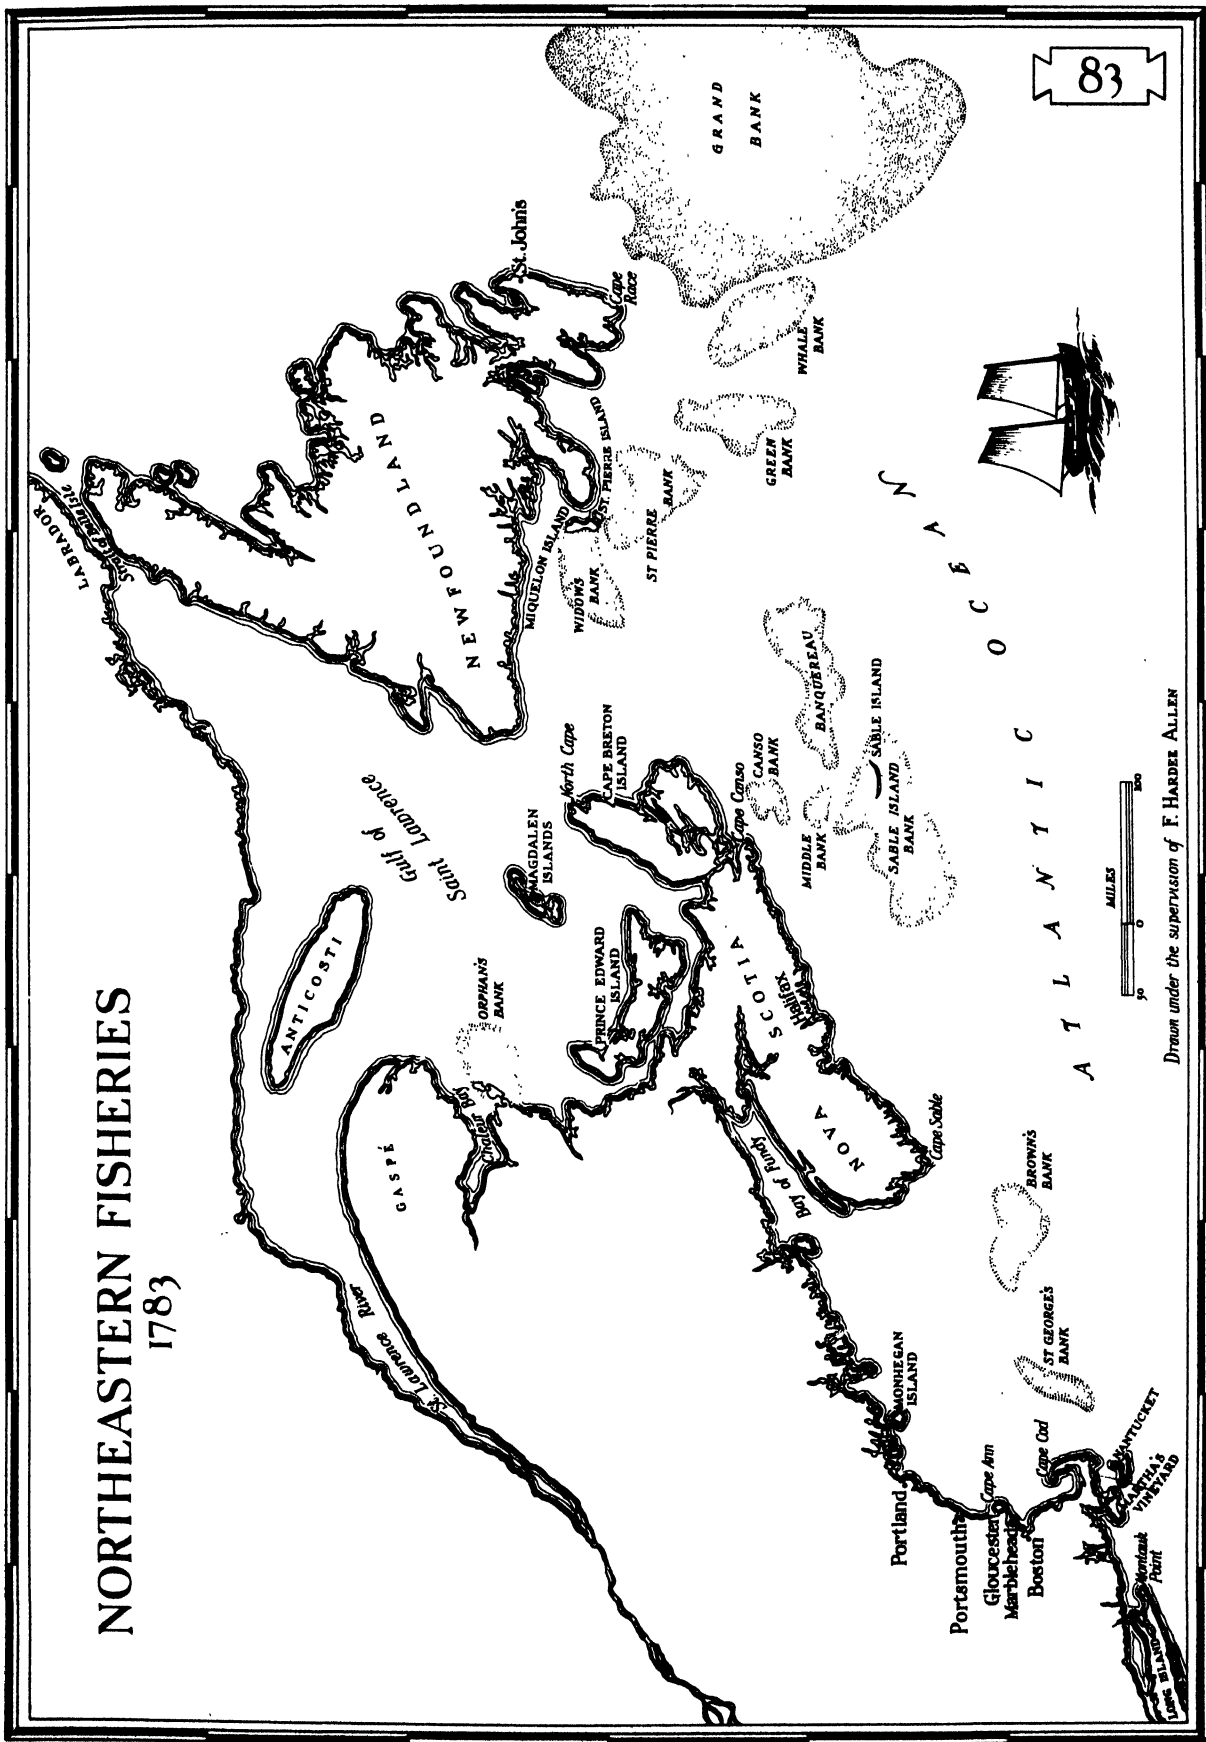 NORTHEASTERN FISHERIES
1783
83
LABRADOR
Strait of Belle Isle
NEWFOUNDLAND
St. John's
Cape
Race
GRAND
BANK
WHALE
BANK
GREEN
BANK
ST. PIERRE ISLAND
MIQUELON ISLAND
ST PIERRE
BANK
WIDOWS
BANK
Gulf of
Saint Lawrence
ANTICOSTI
MAGDALEN
ISLANDS
North Cape
CAPE BRETON
ISLAND
ORPHAN'S
BANK
PRINCE EDWARD
ISLAND
GASPÉ
Chaleur Bay
St. Lawrence River
Cape Canso
CANSO
BANK
BANQUEREAU
MIDDLE
BANK
SABLE ISLAND
SABLE ISLAND
BANK
NOVA SCOTIA
Halifax
Bay of Fundy
Cape Sable
BROWN'S
BANK
ST GEORGE'S
BANK
MONHEGAN
ISLAND
Portland
Portsmouth
Cape Ann
Gloucester
Marblehead
Boston
Cape Cod
NANTUCKET
MARTHA'S
VINEYARD
Montauk
Point
LONG ISLAND
ATLANTIC OCEAN
MILES
50 0 100
Drawn under the supervision of F. HARDEE ALLEN